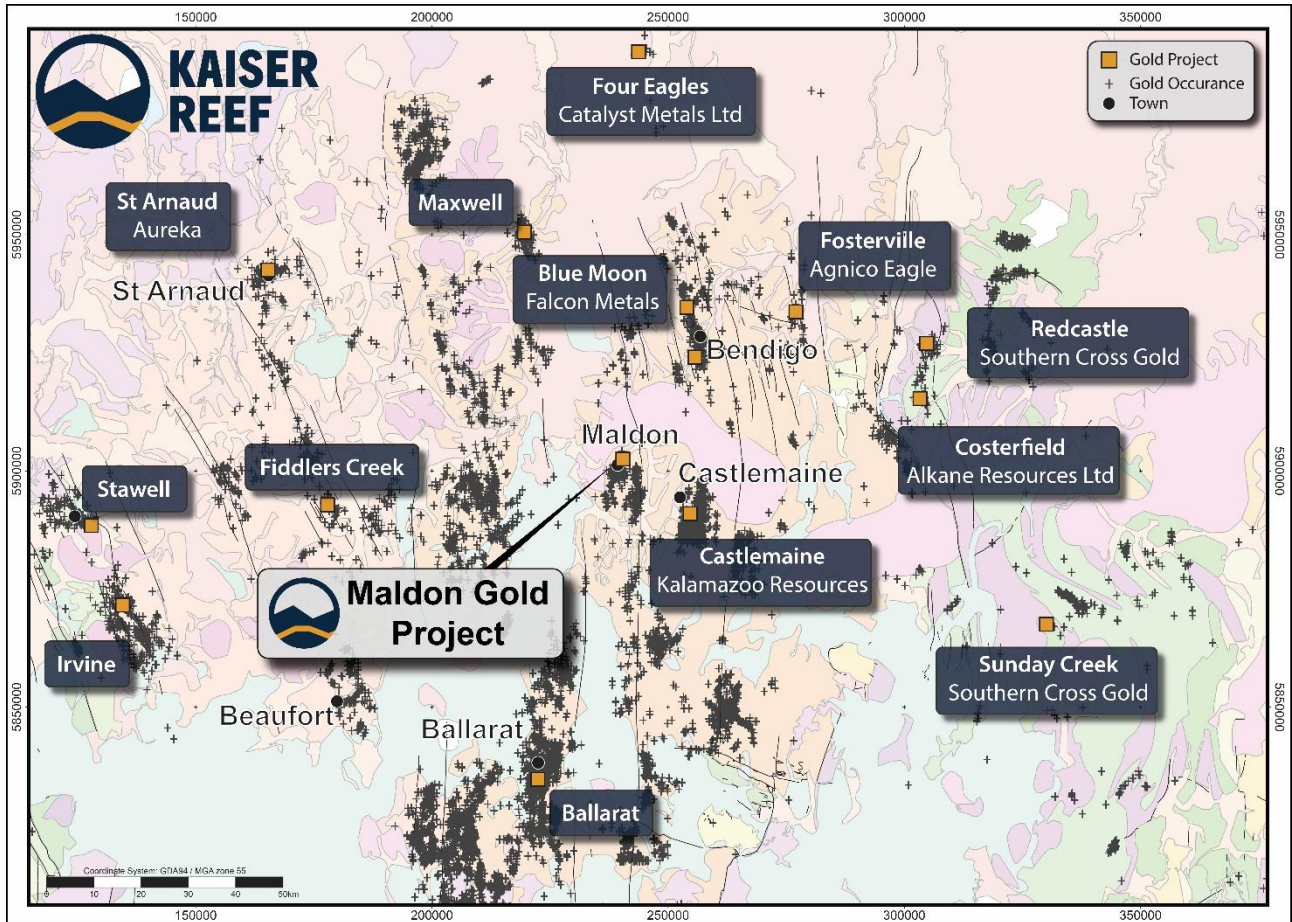 150000
200000
250000
300000
350000
KAISER
REEF
Gold Project
Gold Occurance
Town
Four Eagles
Catalyst Metals Ltd
St Arnaud
Aureka
Maxwell
5950000
5950000
Fosterville
Agnico Eagle
Blue Moon
Falcon Metals
St Arnaud
Redcastle
Southern Cross Gold
Bendigo
Maldon
Costerfield
Alkane Resources Ltd
Fiddlers Creek
Castlemaine
5900000
5900000
Stawell
Castlemaine
Kalamazoo Resources
Maldon Gold
Project
Irvine
Sunday Creek
Southern Cross Gold
5850000
5850000
Beaufort
Ballarat
Ballarat
Coordinate System: GDA94 / MGA zone 55
0
10
20
30
40
50km
150000
200000
250000
300000
350000